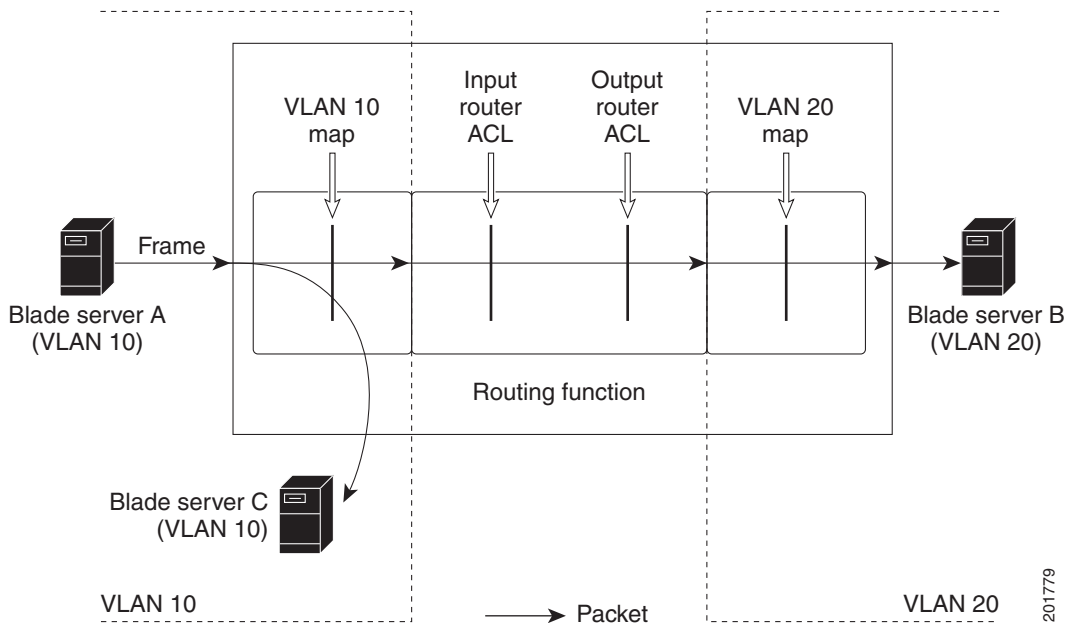 VLAN 10
map
Input
router
ACL
Output
router
ACL
VLAN 20
map
Frame
Blade server A
(VLAN 10)
Blade server B
(VLAN 20)
Routing function
Blade server C
(VLAN 10)
VLAN 10
Packet
VLAN 20
201779